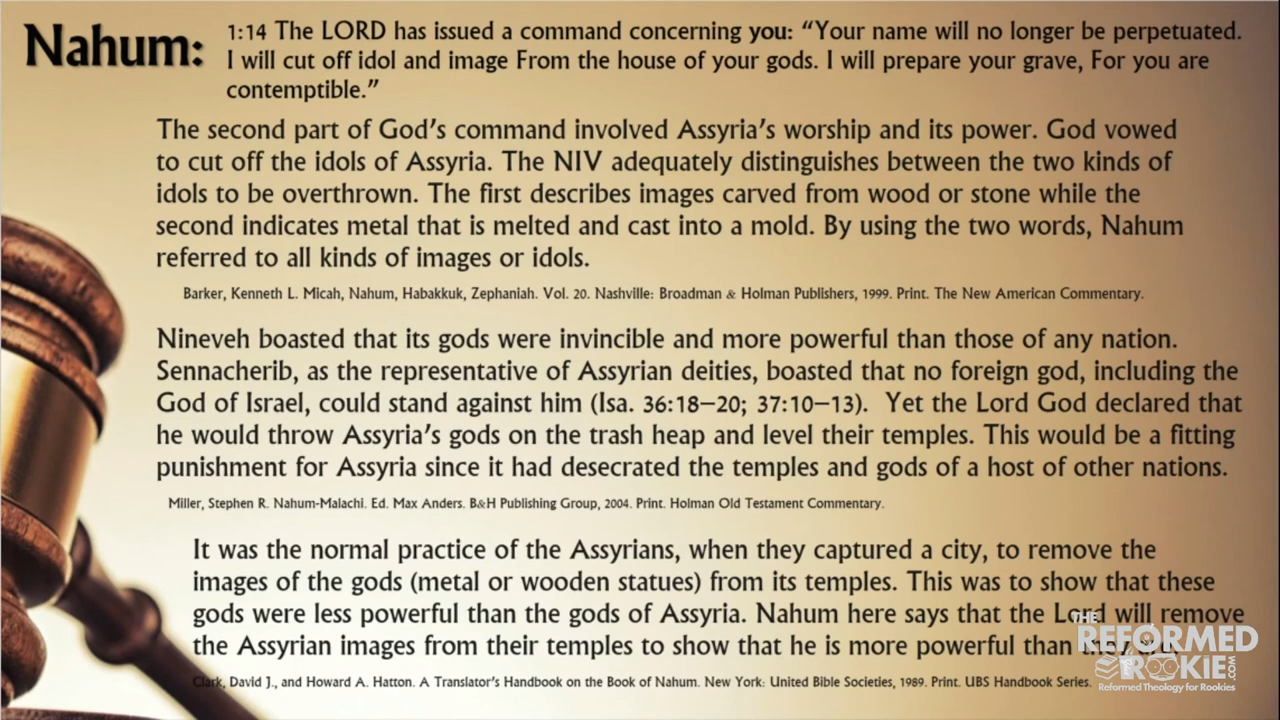 Nahum:
1:14 The LORD has issued a command concerning you: “Your name will no longer be perpetuated.
I will cut off idol and image From the house of your gods. I will prepare your grave, For you are
contemptible.”
The second part of God’s command involved Assyria’s worship and its power. God vowed
to cut off the idols of Assyria. The NIV adequately distinguishes between the two kinds of
idols to be overthrown. The first describes images carved from wood or stone while the
second indicates metal that is melted and cast into a mold. By using the two words, Nahum
referred to all kinds of images or idols.
Barker, Kenneth L. Micah, Nahum, Habakkuk, Zephaniah. Vol. 20. Nashville: Broadman & Holman Publishers, 1999. Print. The New American Commentary.
Nineveh boasted that its gods were invincible and more powerful than those of any nation.
Sennacherib, as the representative of Assyrian deities, boasted that no foreign god, including the
God of Israel, could stand against him (Isa. 36:18–20; 37:10–13). Yet the Lord God declared that
he would throw Assyria’s gods on the trash heap and level their temples. This would be a fitting
punishment for Assyria since it had desecrated the temples and gods of a host of other nations.
Miller, Stephen R. Nahum-Malachi. Ed. Max Anders. B&H Publishing Group, 2004. Print. Holman Old Testament Commentary.
It was the normal practice of the Assyrians, when they captured a city, to remove the
images of the gods (metal or wooden statues) from its temples. This was to show that these
gods were less powerful than the gods of Assyria. Nahum here says that the Lord will remove
the Assyrian images from their temples to show that he is more powerful than they are.
Clark, David J., and Howard A. Hatton. A Translator’s Handbook on the Book of Nahum. New York: United Bible Societies, 1989. Print. UBS Handbook Series.
THE
REFORMED
ROOKIE.COM
Reformed Theology for Rookies